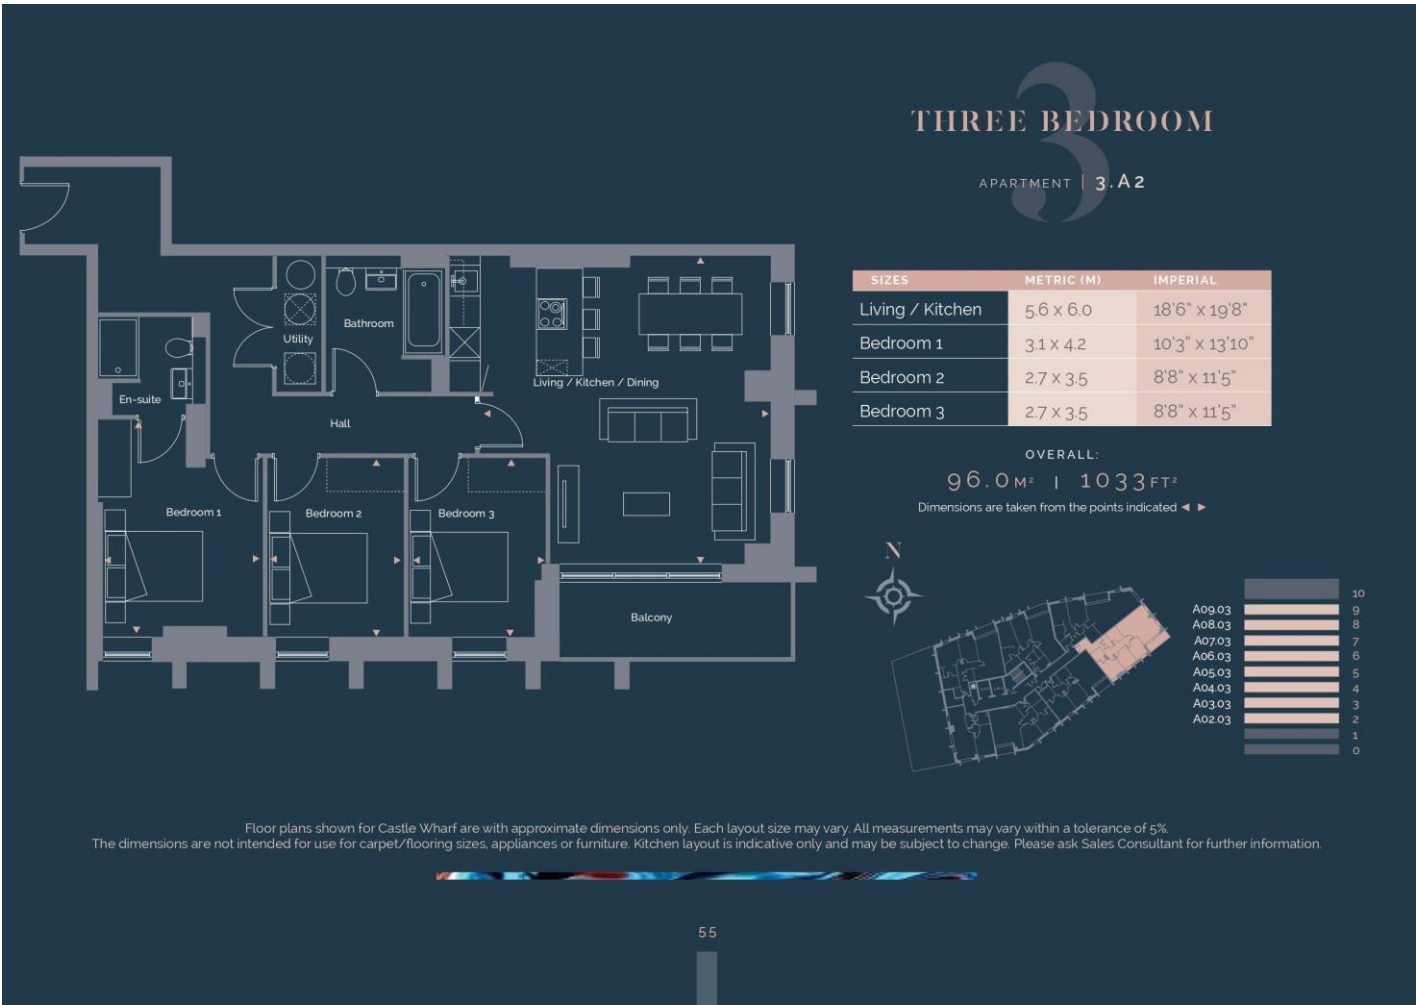 3
THREE BEDROOM
APARTMENT | 3.A2
SIZES METRIC (M) IMPERIAL
Living / Kitchen 5.6 x 6.0 18'6" x 19'8"
Bedroom 1 3.1 x 4.2 10'3" x 13'10"
Bedroom 2 2.7 x 3.5 8'8" x 11'5"
Bedroom 3 2.7 x 3.5 8'8" x 11'5"
OVERALL:
96.0M² | 1033FT²
Dimensions are taken from the points indicated
Utility
Bathroom
Living / Kitchen / Dining
En-suite
Hall
Bedroom 1
Bedroom 2
Bedroom 3
Balcony
N
10
A09.03 9
A08.03 8
A07.03 7
A06.03 6
A05.03 5
A04.03 4
A03.03 3
A02.03 2
1
0
Floor plans shown for Castle Wharf are with approximate dimensions only. Each layout size may vary. All measurements may vary within a tolerance of 5%.
The dimensions are not intended for use for carpet/flooring sizes, appliances or furniture. Kitchen layout is indicative only and may be subject to change. Please ask Sales Consultant for further information.
55